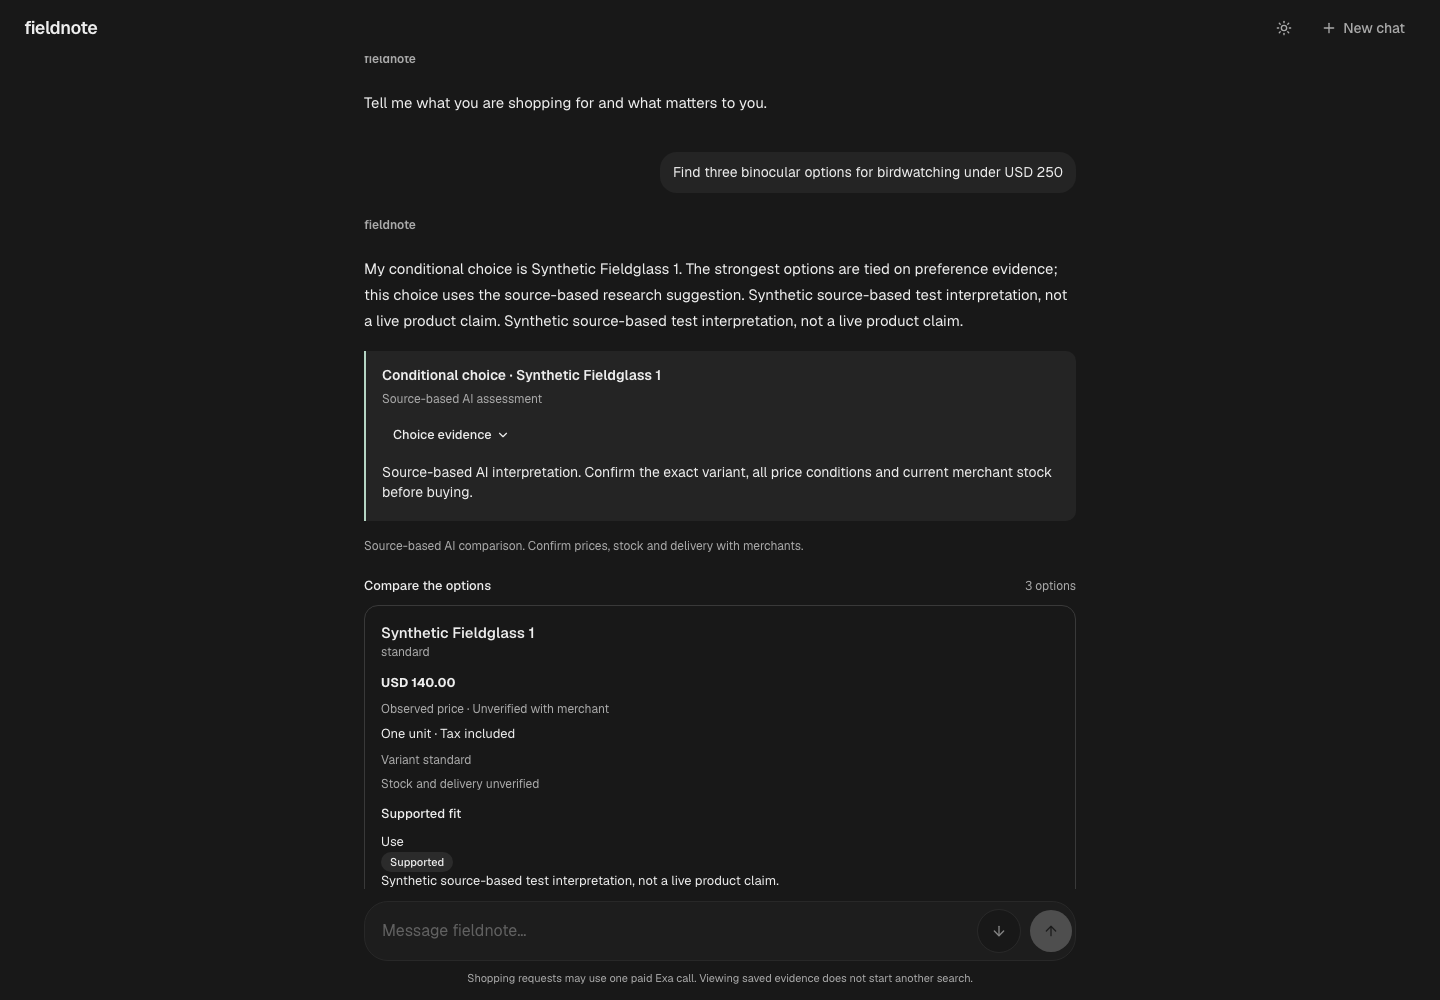 fieldnote
New chat
fieldnote
Tell me what you are shopping for and what matters to you.
Find three binocular options for birdwatching under USD 250
fieldnote
My conditional choice is Synthetic Fieldglass 1. The strongest options are tied on preference evidence;
this choice uses the source-based research suggestion. Synthetic source-based test interpretation, not
a live product claim. Synthetic source-based test interpretation, not a live product claim.
Conditional choice · Synthetic Fieldglass 1
Source-based AI assessment
Choice evidence
Source-based AI interpretation. Confirm the exact variant, all price conditions and current merchant stock
before buying.
Source-based AI comparison. Confirm prices, stock and delivery with merchants.
Compare the options
3 options
Synthetic Fieldglass 1
standard
USD 140.00
Observed price · Unverified with merchant
One unit · Tax included
Variant standard
Stock and delivery unverified
Supported fit
Use
Supported
Synthetic source-based test interpretation, not a live product claim.
Message fieldnote...
Shopping requests may use one paid Exa call. Viewing saved evidence does not start another search.